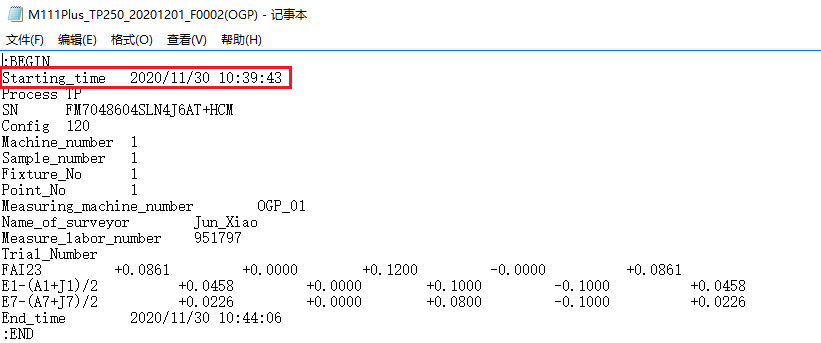 M111Plus_TP250_20201201_F0002(OGP) - 记事本
文件(F) 编辑(E) 格式(O) 查看(V) 帮助(H)
:BEGIN
Starting_time 2020/11/30 10:39:43
Process TP
SN FM7048604SLN4J6AT+HCM
Config 120
Machine_number 1
Sample_number 1
Fixture_No 1
Point_No 1
Measuring_machine_number OGP_01
Name_of_surveyor Jun_Xiao
Measure_labor_number 951797
Trial_Number
FAI23 +0.0861 +0.0000 +0.1200 -0.0000 +0.0861
E1-(A1+J1)/2 +0.0458 +0.0000 +0.1000 -0.1000 +0.0458
E7-(A7+J7)/2 +0.0226 +0.0000 +0.0800 -0.1000 +0.0226
End_time 2020/11/30 10:44:06
:END